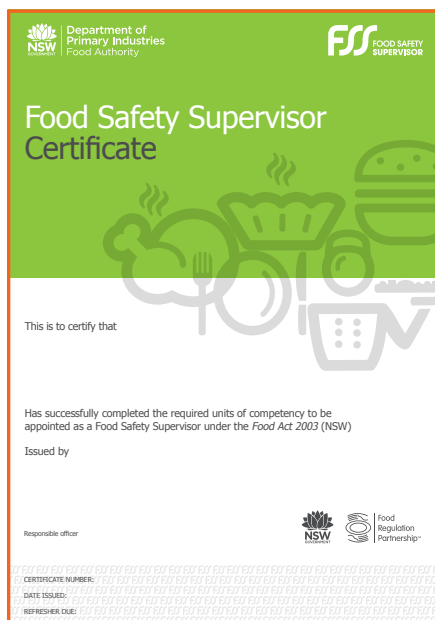 NSW
GOVERNMENT
Department of
Primary Industries
Food Authority
FSS FOOD SAFETY
SUPERVISOR
Food Safety Supervisor
Certificate
This is to certify that
Has successfully completed the required units of competency to be
appointed as a Food Safety Supervisor under the Food Act 2003 (NSW)
Issued by
Responsible officer
NSW
GOVERNMENT
Food
Regulation
Partnership™
CERTIFICATE NUMBER:
DATE ISSUED:
REFRESHER DUE: